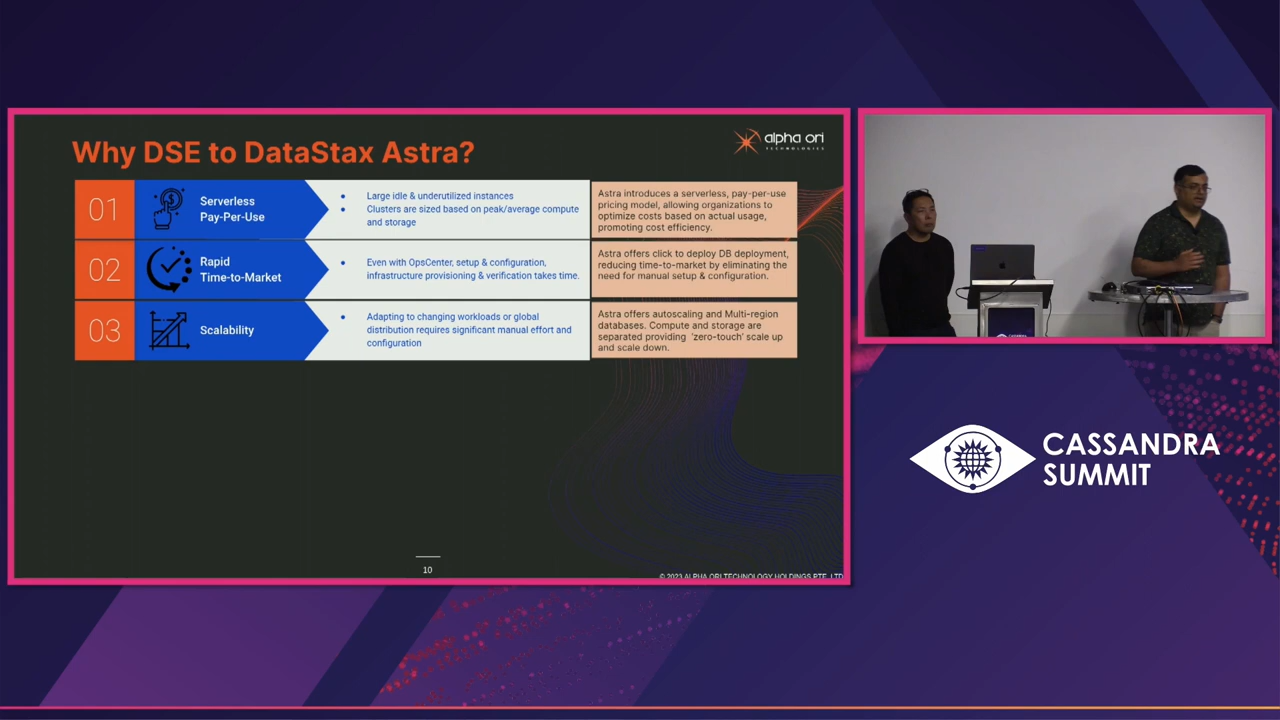 Why DSE to DataStax Astra?
alpha ori
TECHNOLOGIES
01
Serverless
Pay-Per-Use
Large idle & underutilized instances
Clusters are sized based on peak/average compute
and storage
Astra introduces a serverless, pay-per-use
pricing model, allowing organizations to
optimize costs based on actual usage,
promoting cost efficiency.
02
Rapid
Time-to-Market
Even with OpsCenter, setup & configuration,
infrastructure provisioning & verification takes time.
Astra offers click to deploy DB deployment,
reducing time-to-market by eliminating the
need for manual setup & configuration.
03
Scalability
Adapting to changing workloads or global
distribution requires significant manual effort and
configuration
Astra offers autoscaling and Multi-region
databases. Compute and storage are
separated providing 'zero-touch' scale up
and scale down.
10
© 2023 ALPHA ORI TECHNOLOGY HOLDINGS PTE. LTD
CASSANDRA
SUMMIT